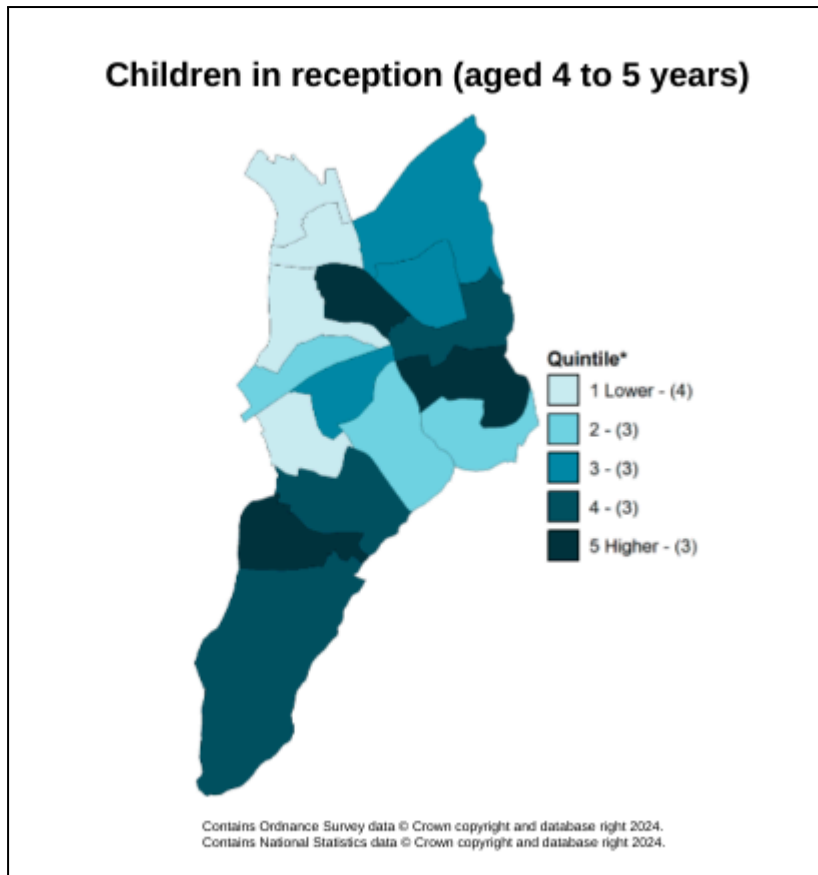 Children in reception (aged 4 to 5 years)
Quintile*
1 Lower - (4)
2 - (3)
3 - (3)
4 - (3)
5 Higher - (3)
Contains Ordnance Survey data © Crown copyright and database right 2024.
Contains National Statistics data © Crown copyright and database right 2024.